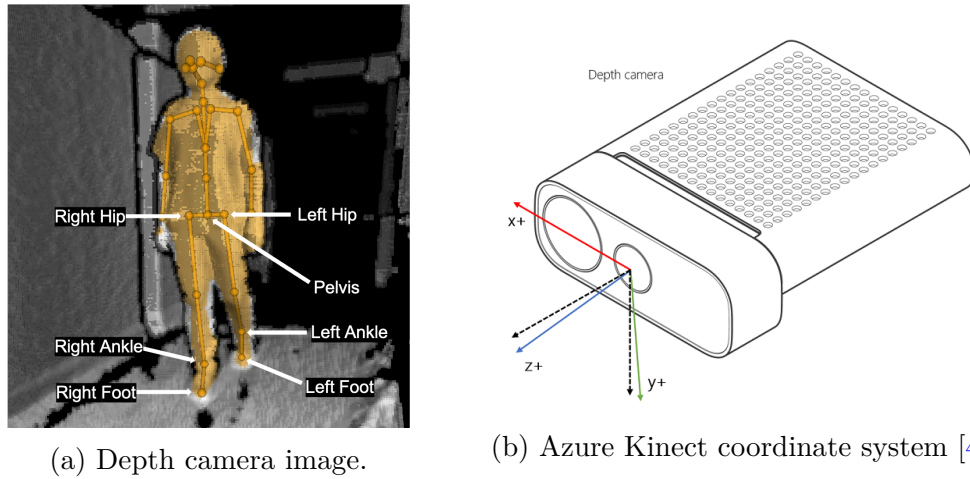 Right Hip
Left Hip
Pelvis
Right Ankle
Left Ankle
Right Foot
Left Foot
(a) Depth camera image.
Depth camera
x+
z+
y+
(b) Azure Kinect coordinate system [4